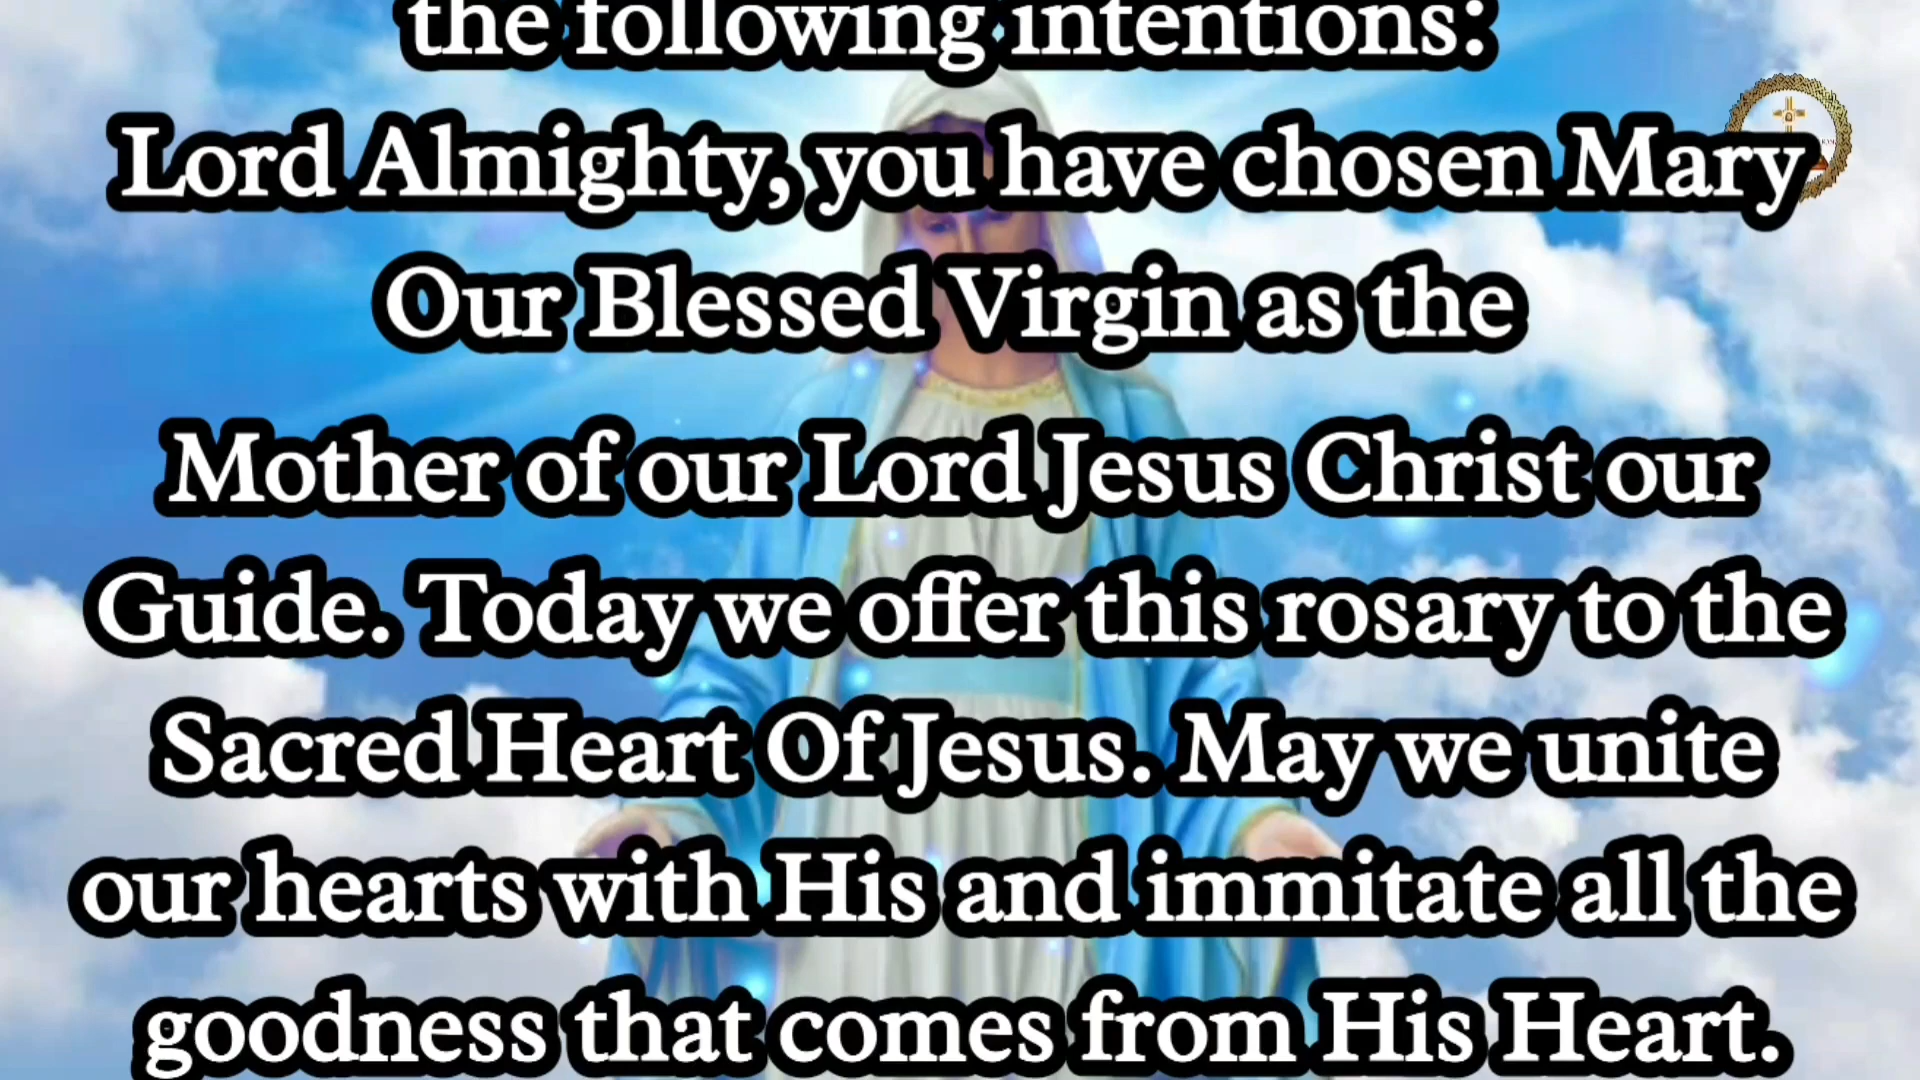 the following intentions:
Lord Almighty, you have chosen Mary
Our Blessed Virgin as the
Mother of our Lord Jesus Christ our
Guide. Today we offer this rosary to the
Sacred Heart Of Jesus. May we unite
our hearts with His and immitate all the
goodness that comes from His Heart.